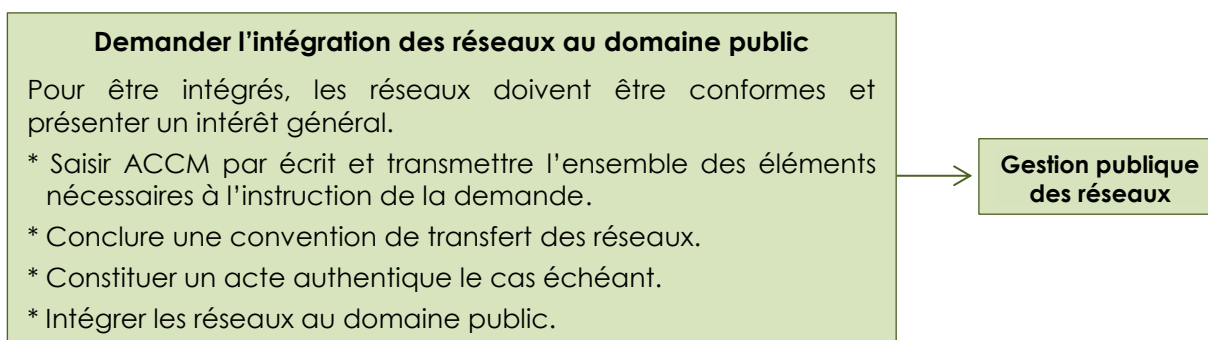 Demander l’intégration des réseaux au domaine public
Pour être intégrés, les réseaux doivent être conformes et
présenter un intérêt général.
* Saisir ACCM par écrit et transmettre l’ensemble des éléments
nécessaires à l’instruction de la demande.
* Conclure une convention de transfert des réseaux.
* Constituer un acte authentique le cas échéant.
* Intégrer les réseaux au domaine public.
Gestion publique
des réseaux